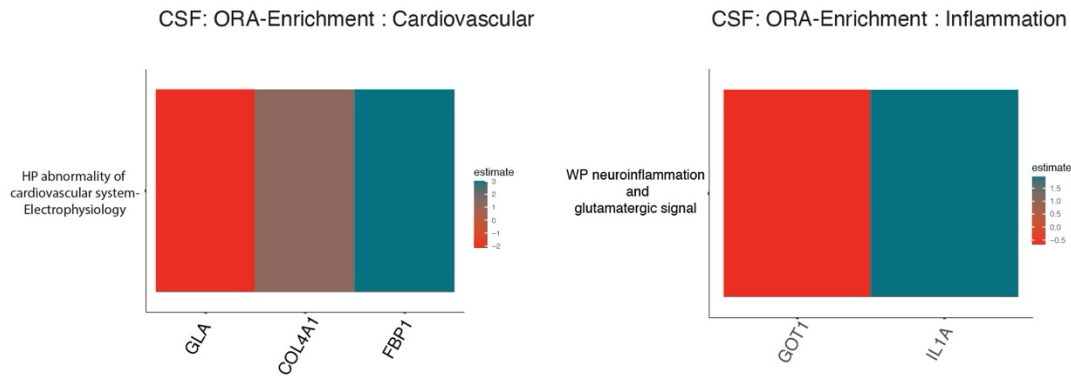 CSF: ORA-Enrichment : Cardiovascular
HP abnormality of
cardiovascular system-
Electrophysiology
estimate
3
2
1
0
−1
−2
GLA
COL4A1
FBP1
CSF: ORA-Enrichment : Inflammation
WP neuroinflammation
and
glutamatergic signal
estimate
1.5
1.0
0.5
0.0
−0.5
GOT1
IL1A